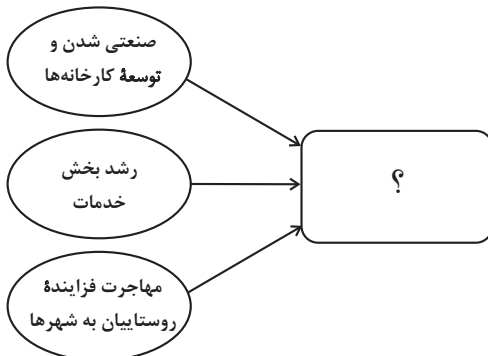 صنعتی شدن و
توسعهٔ کارخانه‌ها
رشد بخش
خدمات
؟
مهاجرت فزایندهٔ
روستاییان به شهرها